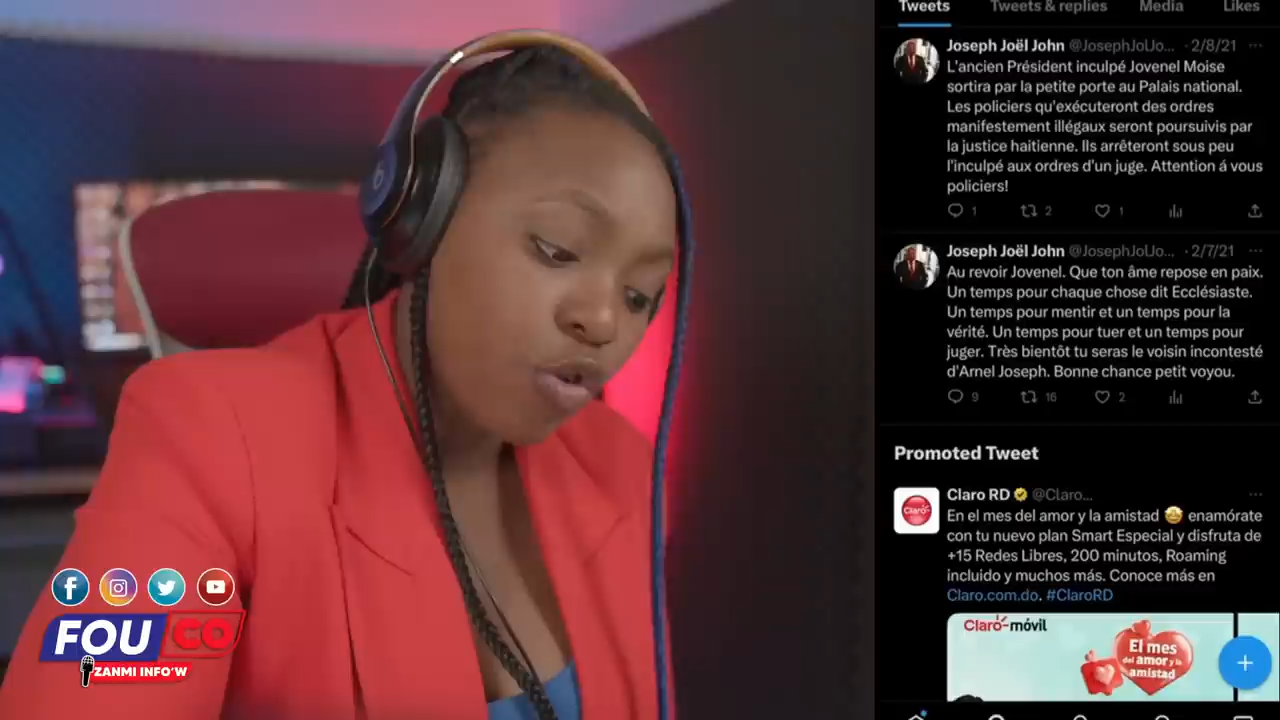 Tweets
Tweets & replies
Media
Likes
Joseph Joël John @JosephJolJo... · 2/8/21
L'ancien Président inculpé Jovenel Moise
sortira par la petite porte au Palais national.
Les policiers qu'exécuteront des ordres
manifestement illégaux seront poursuivis par
la justice haitienne. Ils arrêteront sous peu
l'inculpé aux ordres d'un juge. Attention á vous
policiers!
1
2
1
Joseph Joël John @JosephJolJo... · 2/7/21
Au revoir Jovenel. Que ton âme repose en paix.
Un temps pour chaque chose dit Ecclésiaste.
Un temps pour mentir et un temps pour la
vérité. Un temps pour tuer et un temps pour
juger. Très bientôt tu seras le voisin incontesté
d'Arnel Joseph. Bonne chance petit voyou.
9
16
2
Promoted Tweet
Claro RD @Claro...
En el mes del amor y la amistad 🤩 enamórate
con tu nuevo plan Smart Especial y disfruta de
+15 Redes Libres, 200 minutos, Roaming
incluido y muchos más. Conoce más en
Claro.com.do. #ClaroRD
Claro
Claro móvil
El mes
del amor y la
amistad
FOU CO
ZANMI INFO'W